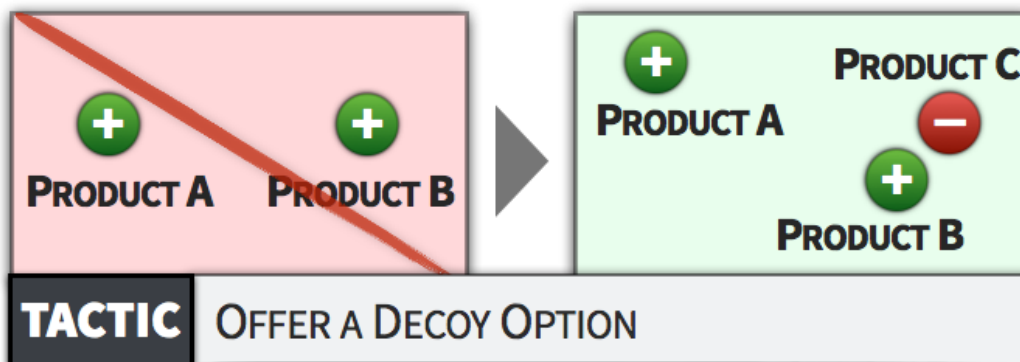 PRODUCT A
PRODUCT B
PRODUCT A
PRODUCT C
PRODUCT B
TACTIC OFFER A DECOY OPTION